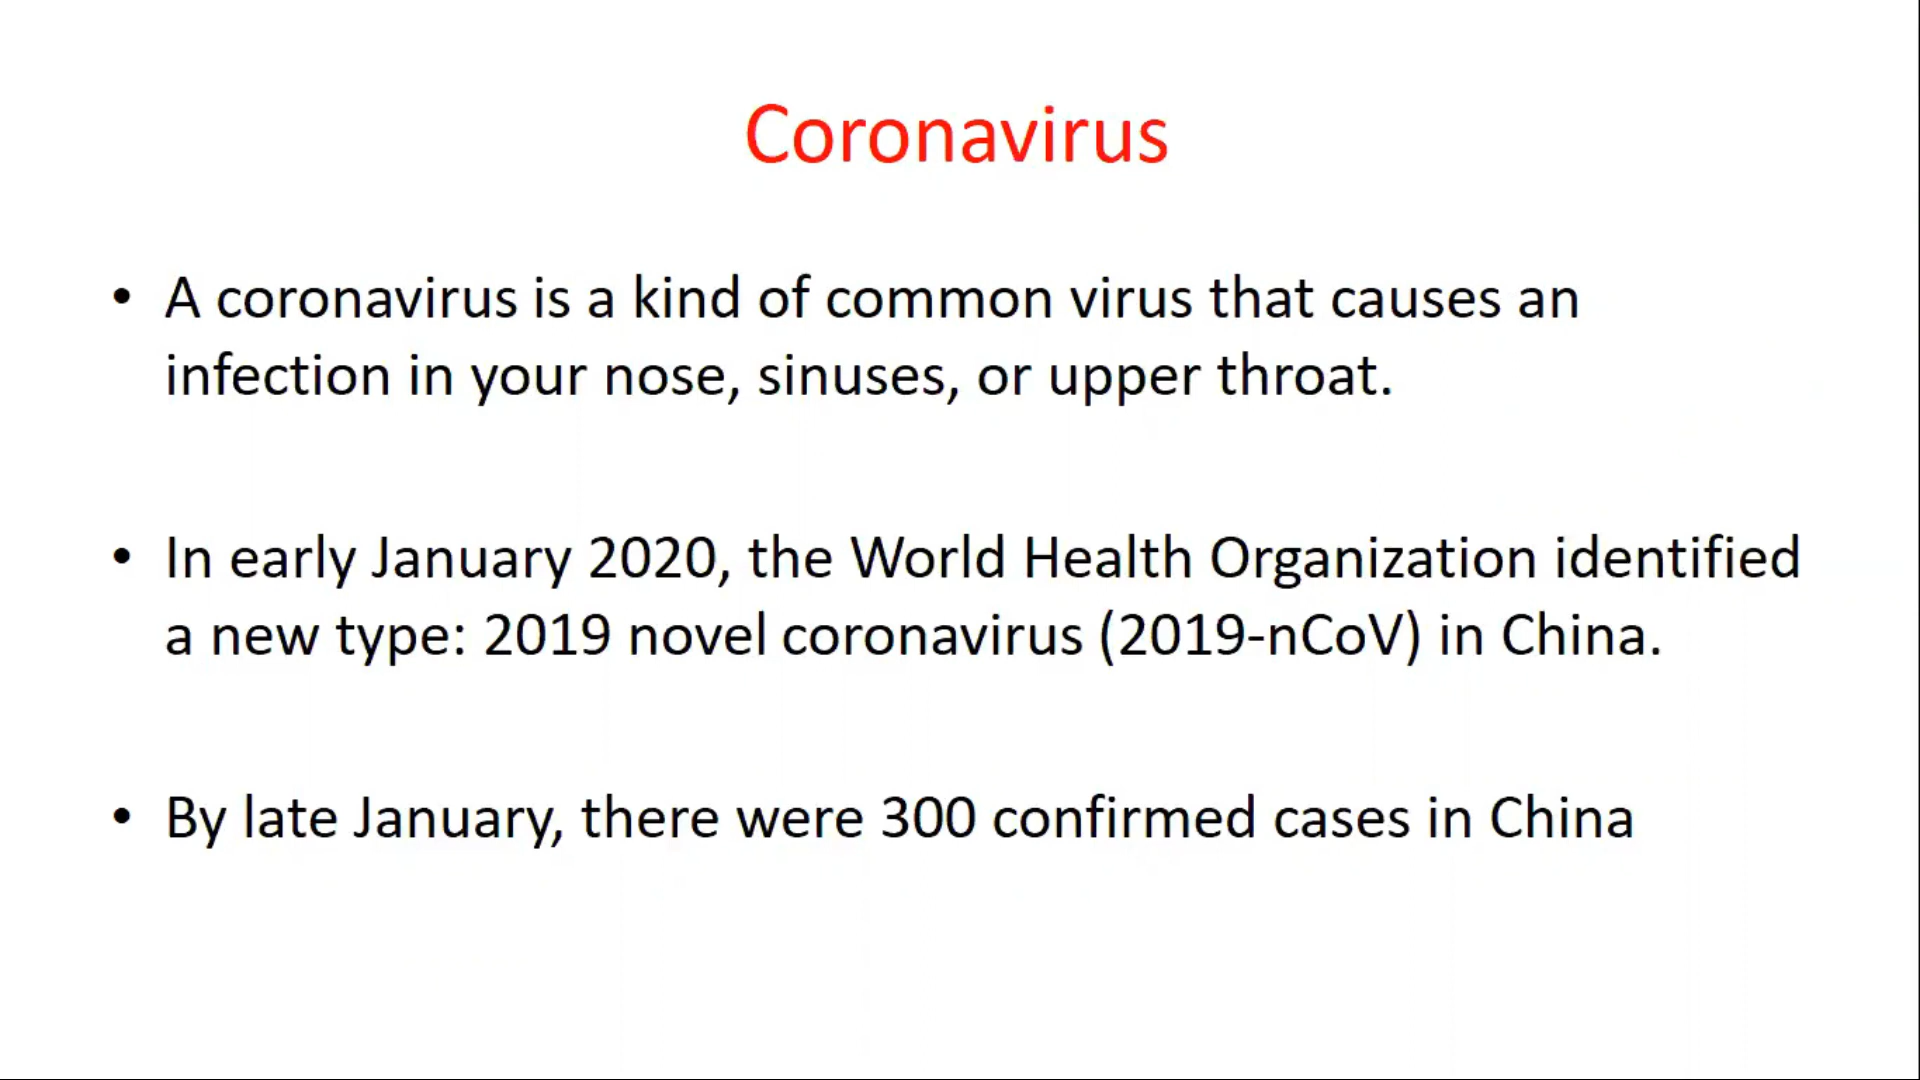 Coronavirus
• A coronavirus is a kind of common virus that causes an
infection in your nose, sinuses, or upper throat.
• In early January 2020, the World Health Organization identified
a new type: 2019 novel coronavirus (2019-nCoV) in China.
• By late January, there were 300 confirmed cases in China